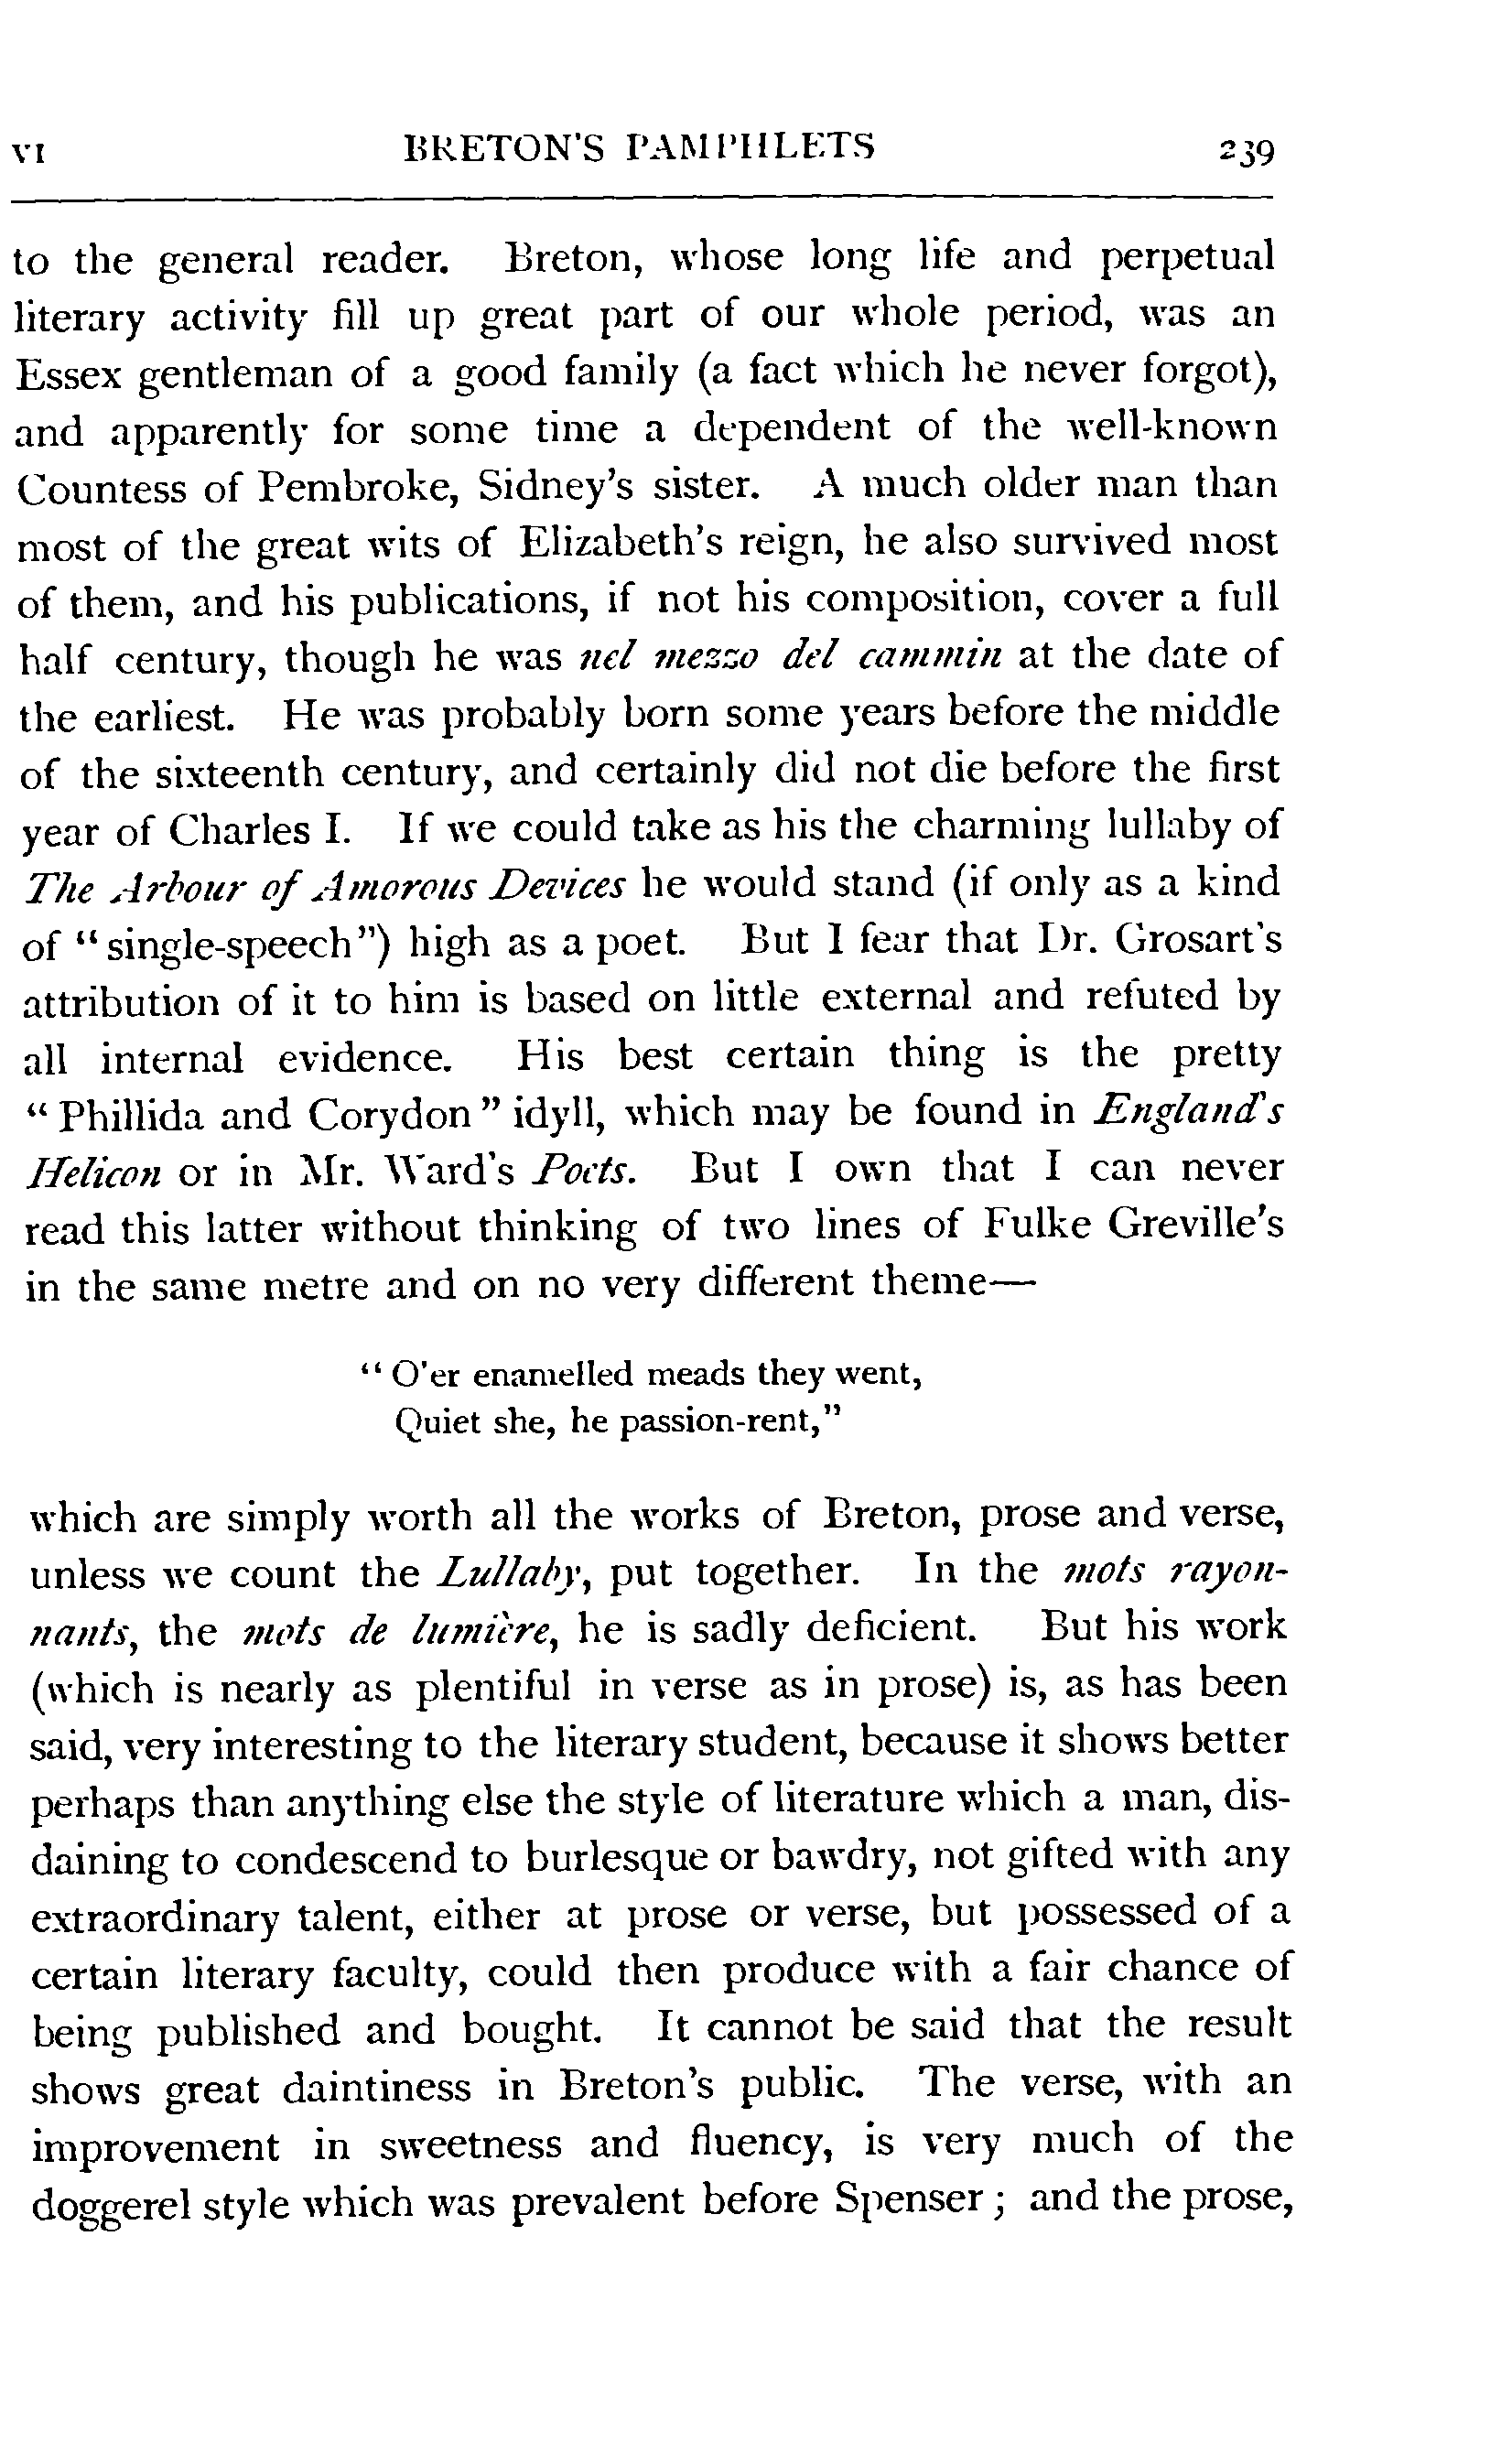 VI BRETON'S PAMPHLETS 239
to the general reader. Breton, whose long life and perpetual
literary activity fill up great part of our whole period, was an
Essex gentleman of a good family (a fact which he never forgot),
and apparently for some time a dependent of the well-known
Countess of Pembroke, Sidney's sister. A much older man than
most of the great wits of Elizabeth's reign, he also survived most
of them, and his publications, if not his composition, cover a full
half century, though he was nel mezzo del cammin at the date of
the earliest. He was probably born some years before the middle
of the sixteenth century, and certainly did not die before the first
year of Charles I. If we could take as his the charming lullaby of
The Arbour of Amorous Devices he would stand (if only as a kind
of “single-speech”) high as a poet. But I fear that Dr. Grosart's
attribution of it to him is based on little external and refuted by
all internal evidence. His best certain thing is the pretty
“Phillida and Corydon” idyll, which may be found in England's
Helicon or in Mr. Ward's Poets. But I own that I can never
read this latter without thinking of two lines of Fulke Greville's
in the same metre and on no very different theme—
“O'er enamelled meads they went,
Quiet she, he passion-rent,”
which are simply worth all the works of Breton, prose and verse,
unless we count the Lullaby, put together. In the mots rayon-
nants, the mots de lumière, he is sadly deficient. But his work
(which is nearly as plentiful in verse as in prose) is, as has been
said, very interesting to the literary student, because it shows better
perhaps than anything else the style of literature which a man, dis-
daining to condescend to burlesque or bawdry, not gifted with any
extraordinary talent, either at prose or verse, but possessed of a
certain literary faculty, could then produce with a fair chance of
being published and bought. It cannot be said that the result
shows great daintiness in Breton's public. The verse, with an
improvement in sweetness and fluency, is very much of the
doggerel style which was prevalent before Spenser; and the prose,